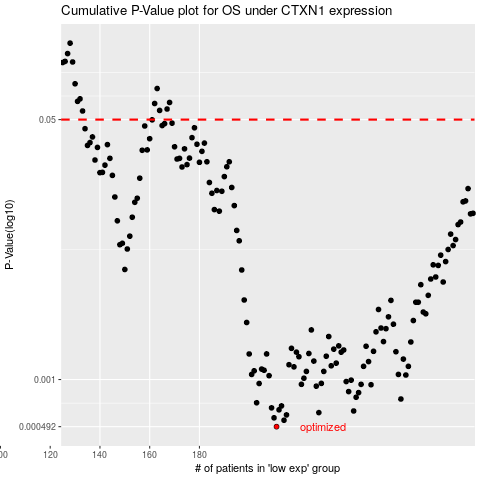 Cumulative P-Value plot for OS under CTXN1 expression
P-Value(log10)
0.05
0.001
0.000492
optimized
00 120 140 160 180
# of patients in 'low exp' group